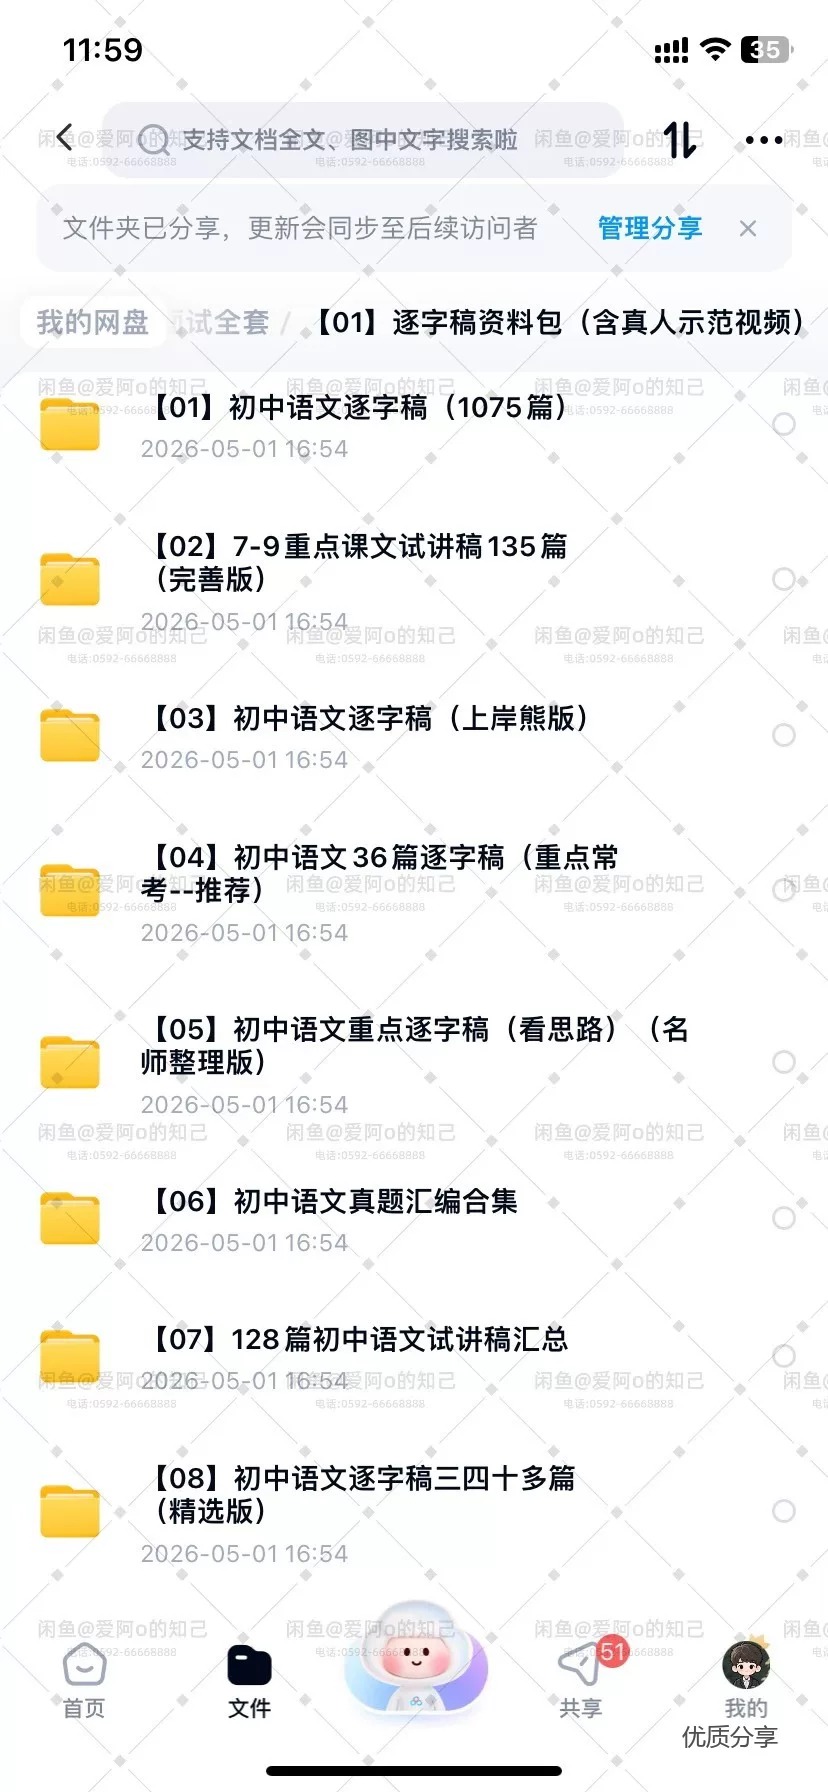 11:59
35
支持文档全文、图中文字搜索啦
文件夹已分享，更新会同步至后续访问者 管理分享 ×
我的网盘 试全套 / 【01】逐字稿资料包（含真人示范视频）
【01】初中语文逐字稿（1075篇）
2026-05-01 16:54
【02】7-9重点课文试讲稿135篇
（完善版）
2026-05-01 16:54
【03】初中语文逐字稿（上岸熊版）
2026-05-01 16:54
【04】初中语文36篇逐字稿（重点常
考--推荐）
2026-05-01 16:54
【05】初中语文重点逐字稿（看思路）（名
师整理版）
2026-05-01 16:54
【06】初中语文真题汇编合集
2026-05-01 16:54
【07】128篇初中语文试讲稿汇总
2026-05-01 16:54
【08】初中语文逐字稿三四十多篇
（精选版）
2026-05-01 16:54
闲鱼@爱阿o的知己
电话:0592-66668888
51
首页 文件 共享 我的
优质分享